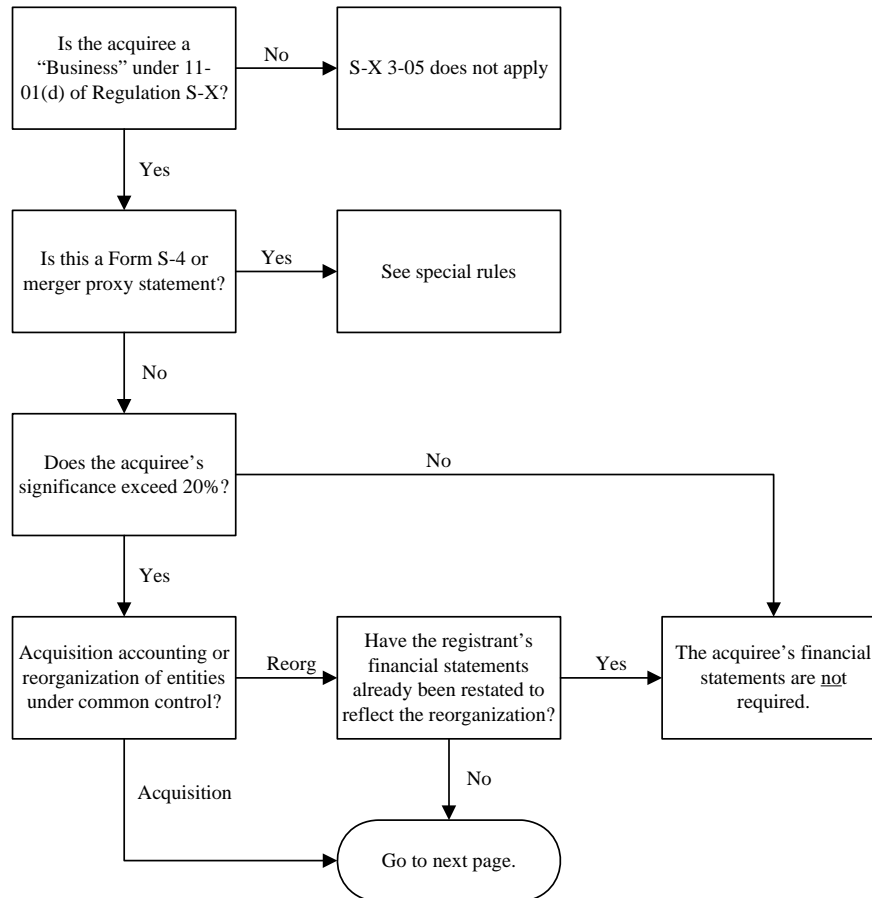 Is the acquiree a
“Business” under 11-
01(d) of Regulation S-X?
No
S-X 3-05 does not apply
Yes
Is this a Form S-4 or
merger proxy statement?
Yes
See special rules
No
Does the acquiree’s
significance exceed 20%?
No
Yes
Acquisition accounting or
reorganization of entities
under common control?
Reorg
Have the registrant’s
financial statements
already been restated to
reflect the reorganization?
Yes
The acquiree’s financial
statements are not
required.
Acquisition
No
Go to next page.